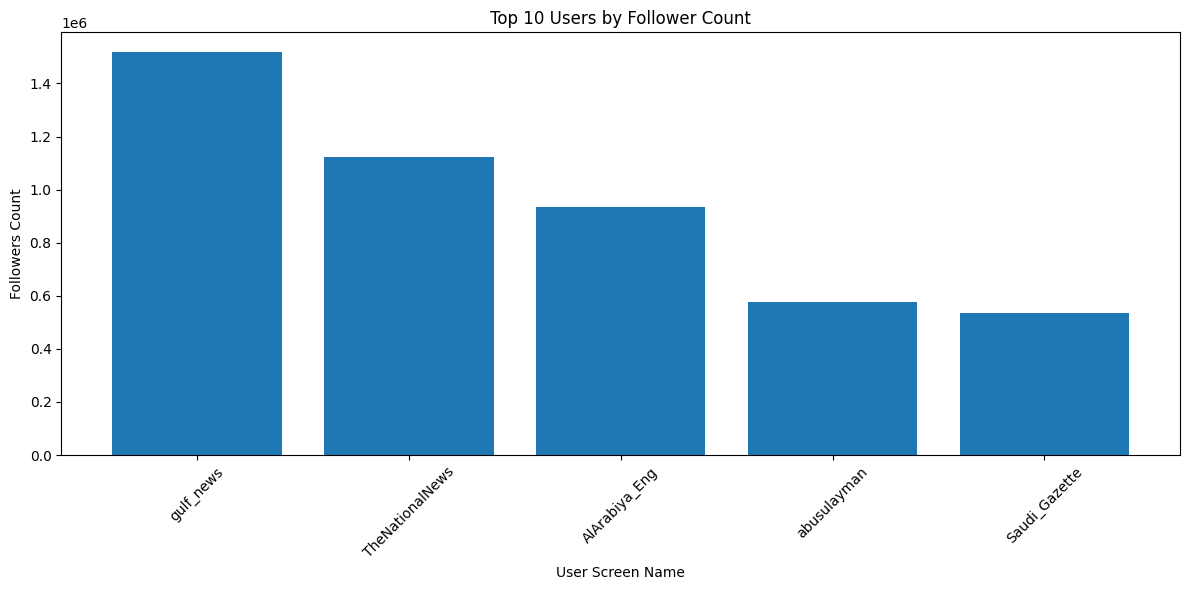 Top 10 Users by Follower Count
1e6
1.4
1.2
1.0
0.8
0.6
0.4
0.2
0.0
Followers Count
gulf_news
TheNationalNews
AlArabiya_Eng
abusulayman
Saudi_Gazette
User Screen Name